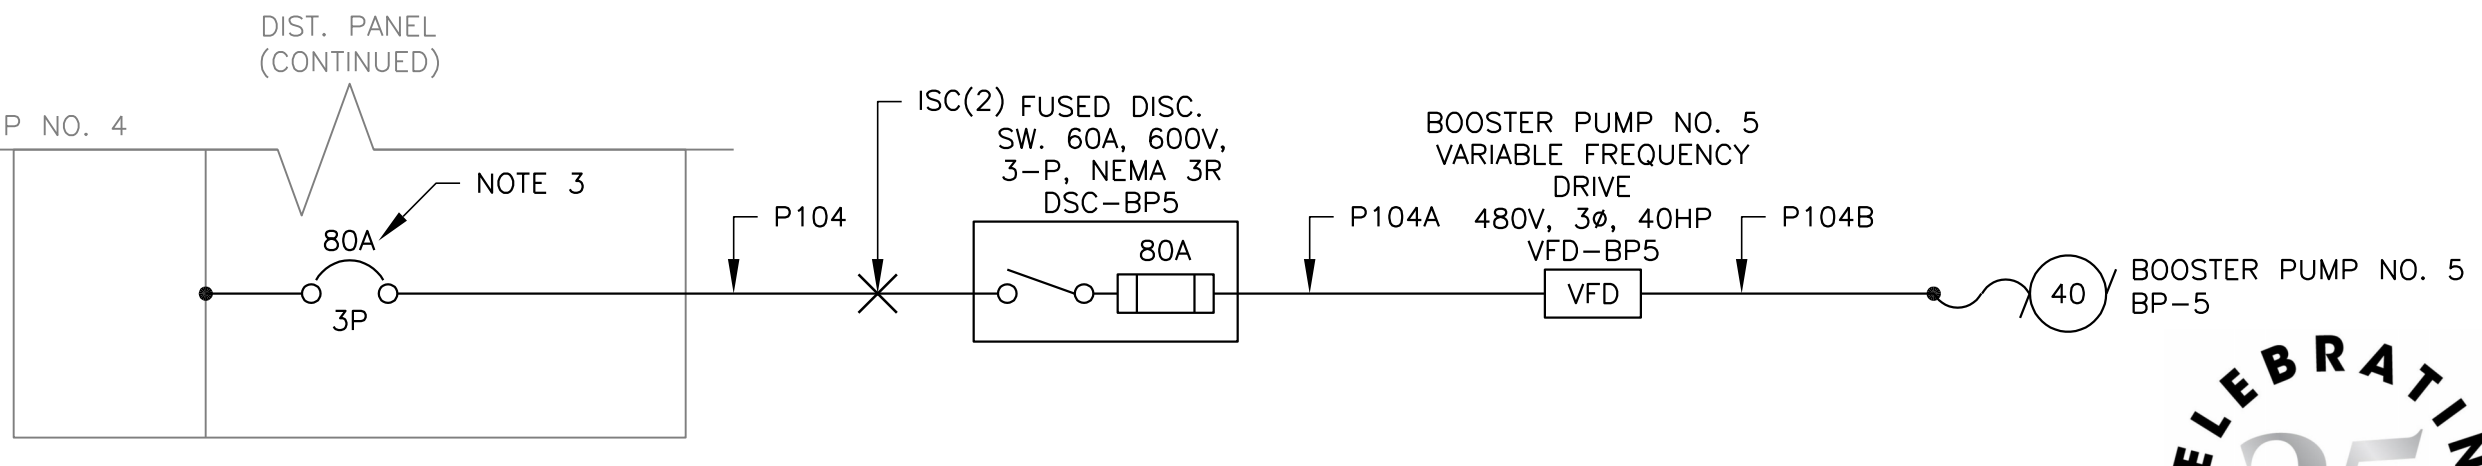 DIST. PANEL
(CONTINUED)
P NO. 4
NOTE 3
80A
3P
P104
ISC(2)
FUSED DISC.
SW. 60A, 600V,
3-P, NEMA 3R
DSC-BP5
80A
P104A
BOOSTER PUMP NO. 5
VARIABLE FREQUENCY
DRIVE
480V, 3Ø, 40HP
VFD-BP5
VFD
P104B
40
BOOSTER PUMP NO. 5
BP-5
ELEBRATIN
25